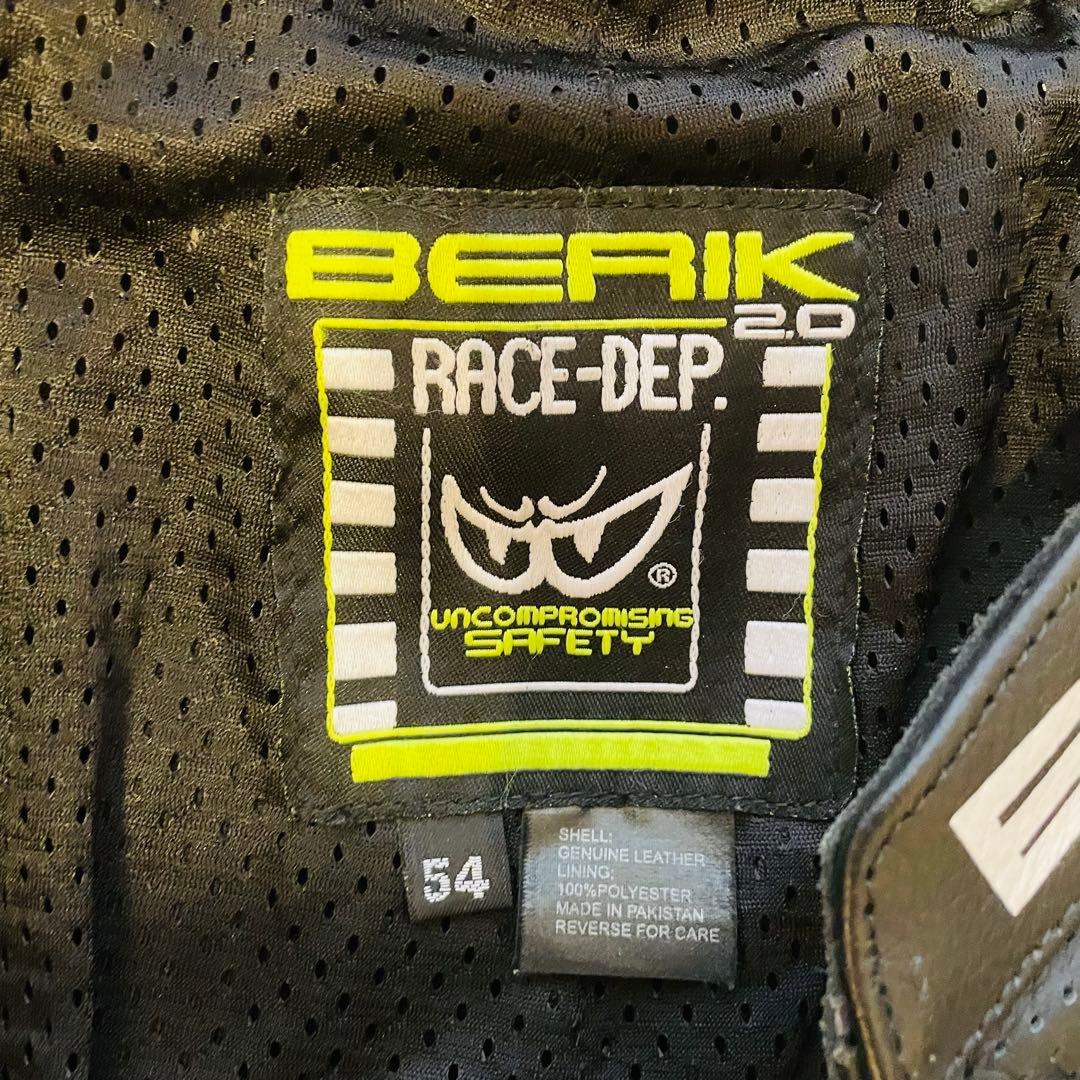 BERIK
2.0
RACE-DEP.
®
UNCOMPROMISING
SAFETY
54
SHELL:
GENUINE LEATHER
LINING:
100%POLYESTER
MADE IN PAKISTAN
REVERSE FOR CARE